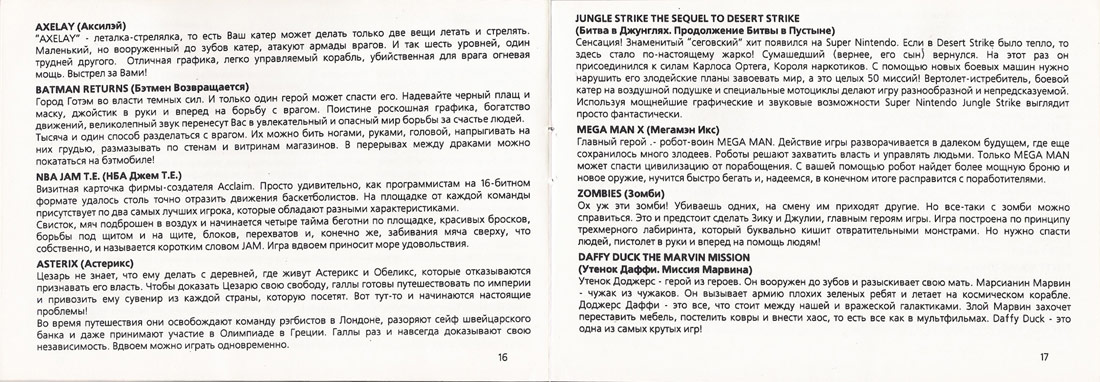 AXELAY (Аксилэй)
"AXELAY" - леталка-стрелялка, то есть Ваш катер может делать только две вещи летать и стрелять.
Маленький, но вооруженный до зубов катер, атакуют армады врагов. И так шесть уровней, один
трудней другого. Отличная графика, легко управляемый корабль, убийственная для врага огневая
мощь. Выстрел за Вами!
BATMAN RETURNS (Бэтмен Возвращается)
Город Готэм во власти темных сил. И только один герой может спасти его. Надевайте черный плащ и
маску, джойстик в руки и вперед на борьбу с врагом. Поистине роскошная графика, богатство
движений, великолепный звук перенесут Вас в увлекательный и опасный мир борьбы за счастье людей.
Тысяча и один способ разделаться с врагом. Их можно бить ногами, руками, головой, напрыгивать на
них грудью, размазывать по стенам и витринам магазинов. В перерывах между драками можно
покататься на бэтмобиле!
NBA JAM T.E. (НБА Джем Т.Е.)
Визитная карточка фирмы-создателя Acclaim. Просто удивительно, как программистам на 16-битном
формате удалось столь точно отразить движения баскетболистов. На площадке от каждой команды
присутствует по два самых лучших игрока, которые обладают разными характеристиками.
Свисток, мяч подброшен в воздух и начинается четыре тайма беготни по площадке, красивых бросков,
борьбы под щитом и на щите, блоков, перехватов и, конечно же, забивания мяча сверху, что
собственно, и называется коротким словом JAM. Игра вдвоем приносит море удовольствия.
ASTERIX (Астерикс)
Цезарь не знает, что ему делать с деревней, где живут Астерикс и Обеликс, которые отказываются
признавать его власть. Чтобы доказать Цезарю свою свободу, галлы готовы путешествовать по империи
и привозить ему сувенир из каждой страны, которую посетят. Вот тут-то и начинаются настоящие
проблемы!
Во время путешествия они освобождают команду рэгбистов в Лондоне, разоряют сейф швейцарского
банка и даже принимают участие в Олимпиаде в Греции. Галлы раз и навсегда доказывают свою
независимость. Вдвоем можно играть одновременно.
16
JUNGLE STRIKE THE SEQUEL TO DESERT STRIKE
(Битва в Джунглях. Продолжение Битвы в Пустыне)
Сенсация! Знаменитый "сеговский" хит появился на Super Nintendo. Если в Desert Strike было тепло, то
здесь стало по-настоящему жарко! Сумашедший (вернее, его сын) вернулся. На этот раз он
присоединился к силам Карлоса Ортега, Короля наркотиков. С помощью новых боевых машин нужно
нарушить его злодейские планы завоевать мир, а это целых 50 миссий! Вертолет-истребитель, боевой
катер на воздушной подушке и специальные мотоциклы делают игру разнообразной и непредсказуемой.
Используя мощнейшие графические и звуковые возможности Super Nintendo Jungle Strike выглядит
просто фантастически.
MEGA MAN X (Мегамэн Икс)
Главный герой .- робот-воин MEGA MAN. Действие игры разворачивается в далеком будущем, где еще
сохранилось много злодеев. Роботы решают захватить власть и управлять людьми. Только MEGA MAN
может спасти цивилизацию от порабощения. С вашей помощью робот найдет более мощную броню и
новое оружие, научится быстро бегать и, надеемся, в конечном итоге расправится с поработителями.
ZOMBIES (Зомби)
Ох уж эти зомби! Убиваешь одних, на смену им приходят другие. Но все-таки с зомби можно
справиться. Это и предстоит сделать Зику и Джулии, главным героям игры. Игра построена по принципу
трехмерного лабиринта, который буквально кишит отвратительными монстрами. Но нужно спасти
людей, пистолет в руки и вперед на помощь людям!
DAFFY DUCK THE MARVIN MISSION
(Утенок Даффи. Миссия Марвина)
Утенок Доджерс - герой из героев. Он вооружен до зубов и разыскивает свою мать. Марсианин Марвин
- чужак из чужаков. Он вызывает армию плохих зеленых ребят и летает на космическом корабле.
Доджерс Даффи - это все, что стоит между нашей и вражеской галактиками. Злой Марвин захочет
переставить мебель, постелить ковры и внести хаос, то есть все как в мультфильмах. Daffy Duck - это
одна из самых крутых игр!
17